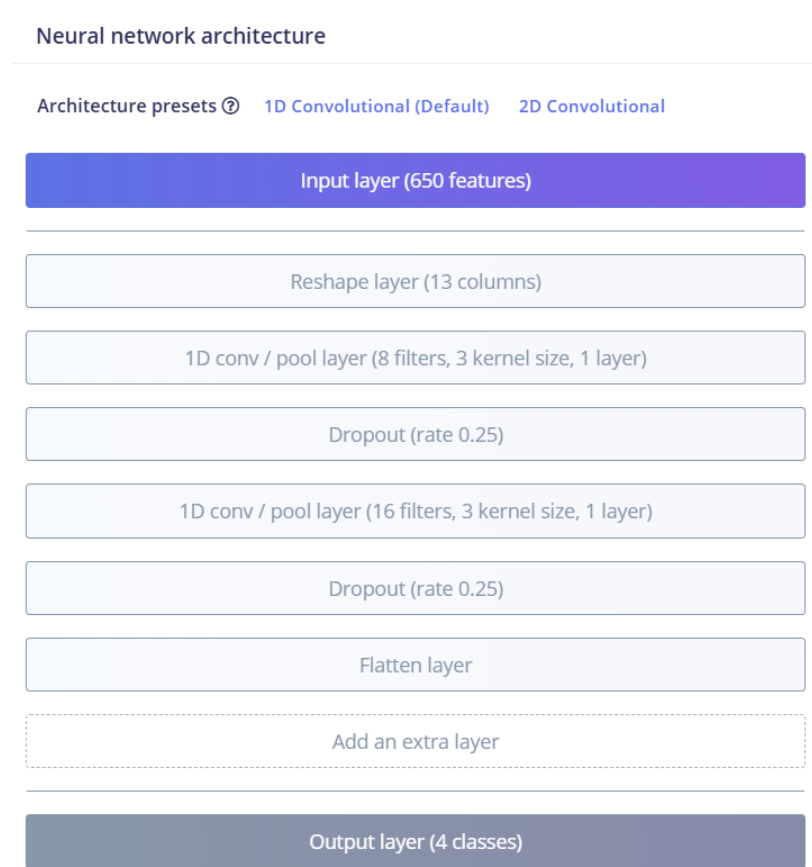 Neural network architecture
Architecture presets ? 1D Convolutional (Default) 2D Convolutional
Input layer (650 features)
Reshape layer (13 columns)
1D conv / pool layer (8 filters, 3 kernel size, 1 layer)
Dropout (rate 0.25)
1D conv / pool layer (16 filters, 3 kernel size, 1 layer)
Dropout (rate 0.25)
Flatten layer
Add an extra layer
Output layer (4 classes)